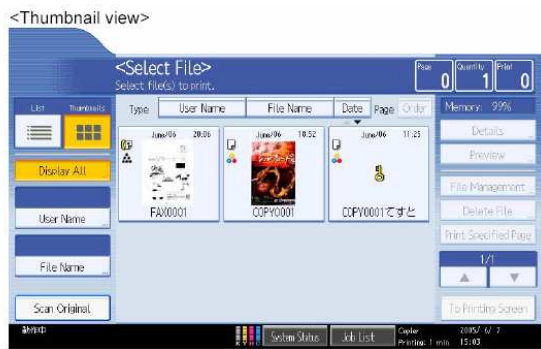 <Thumbnail view>
<Select File>
Select file(s) to print.
Page
0
Quantity
1
Print
0
List Thumbnails
Type User Name File Name Date Page Order
Memory: 99%
June/06 20:06
FAX0001
June/06 10:52
COPY0001
June/06 11:25
COPY0001てすと
Display All
User Name
File Name
Scan Original
Details
Preview
File Management
Delete File
Print Specified Page
1/1
To Printing Screen
K Y M C
System Status
Job List
Copier
Printing: 1 min
2005/ 6/ 2
15:03